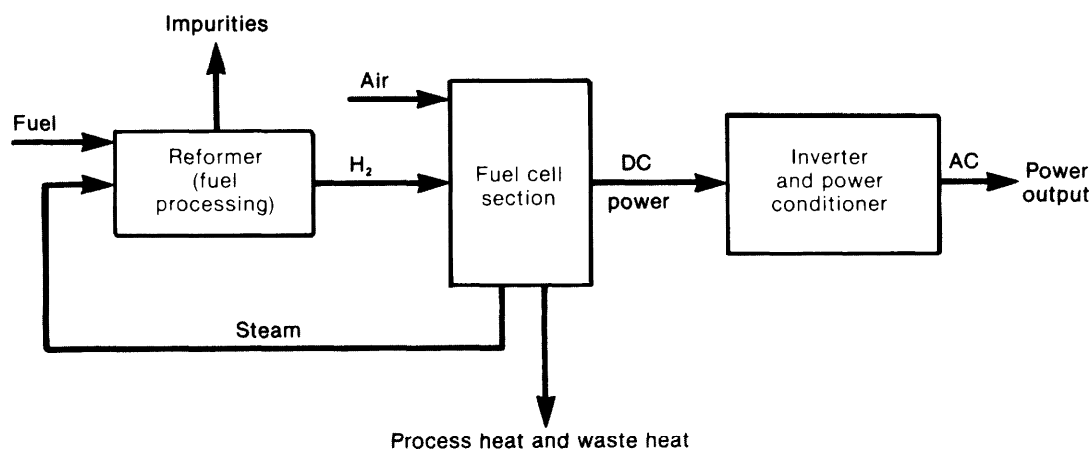 Impurities
Air
Fuel
Reformer
(fuel
processing)
H₂
Fuel cell
section
DC
power
Inverter
and power
conditioner
AC
Power
output
Steam
Process heat and waste heat